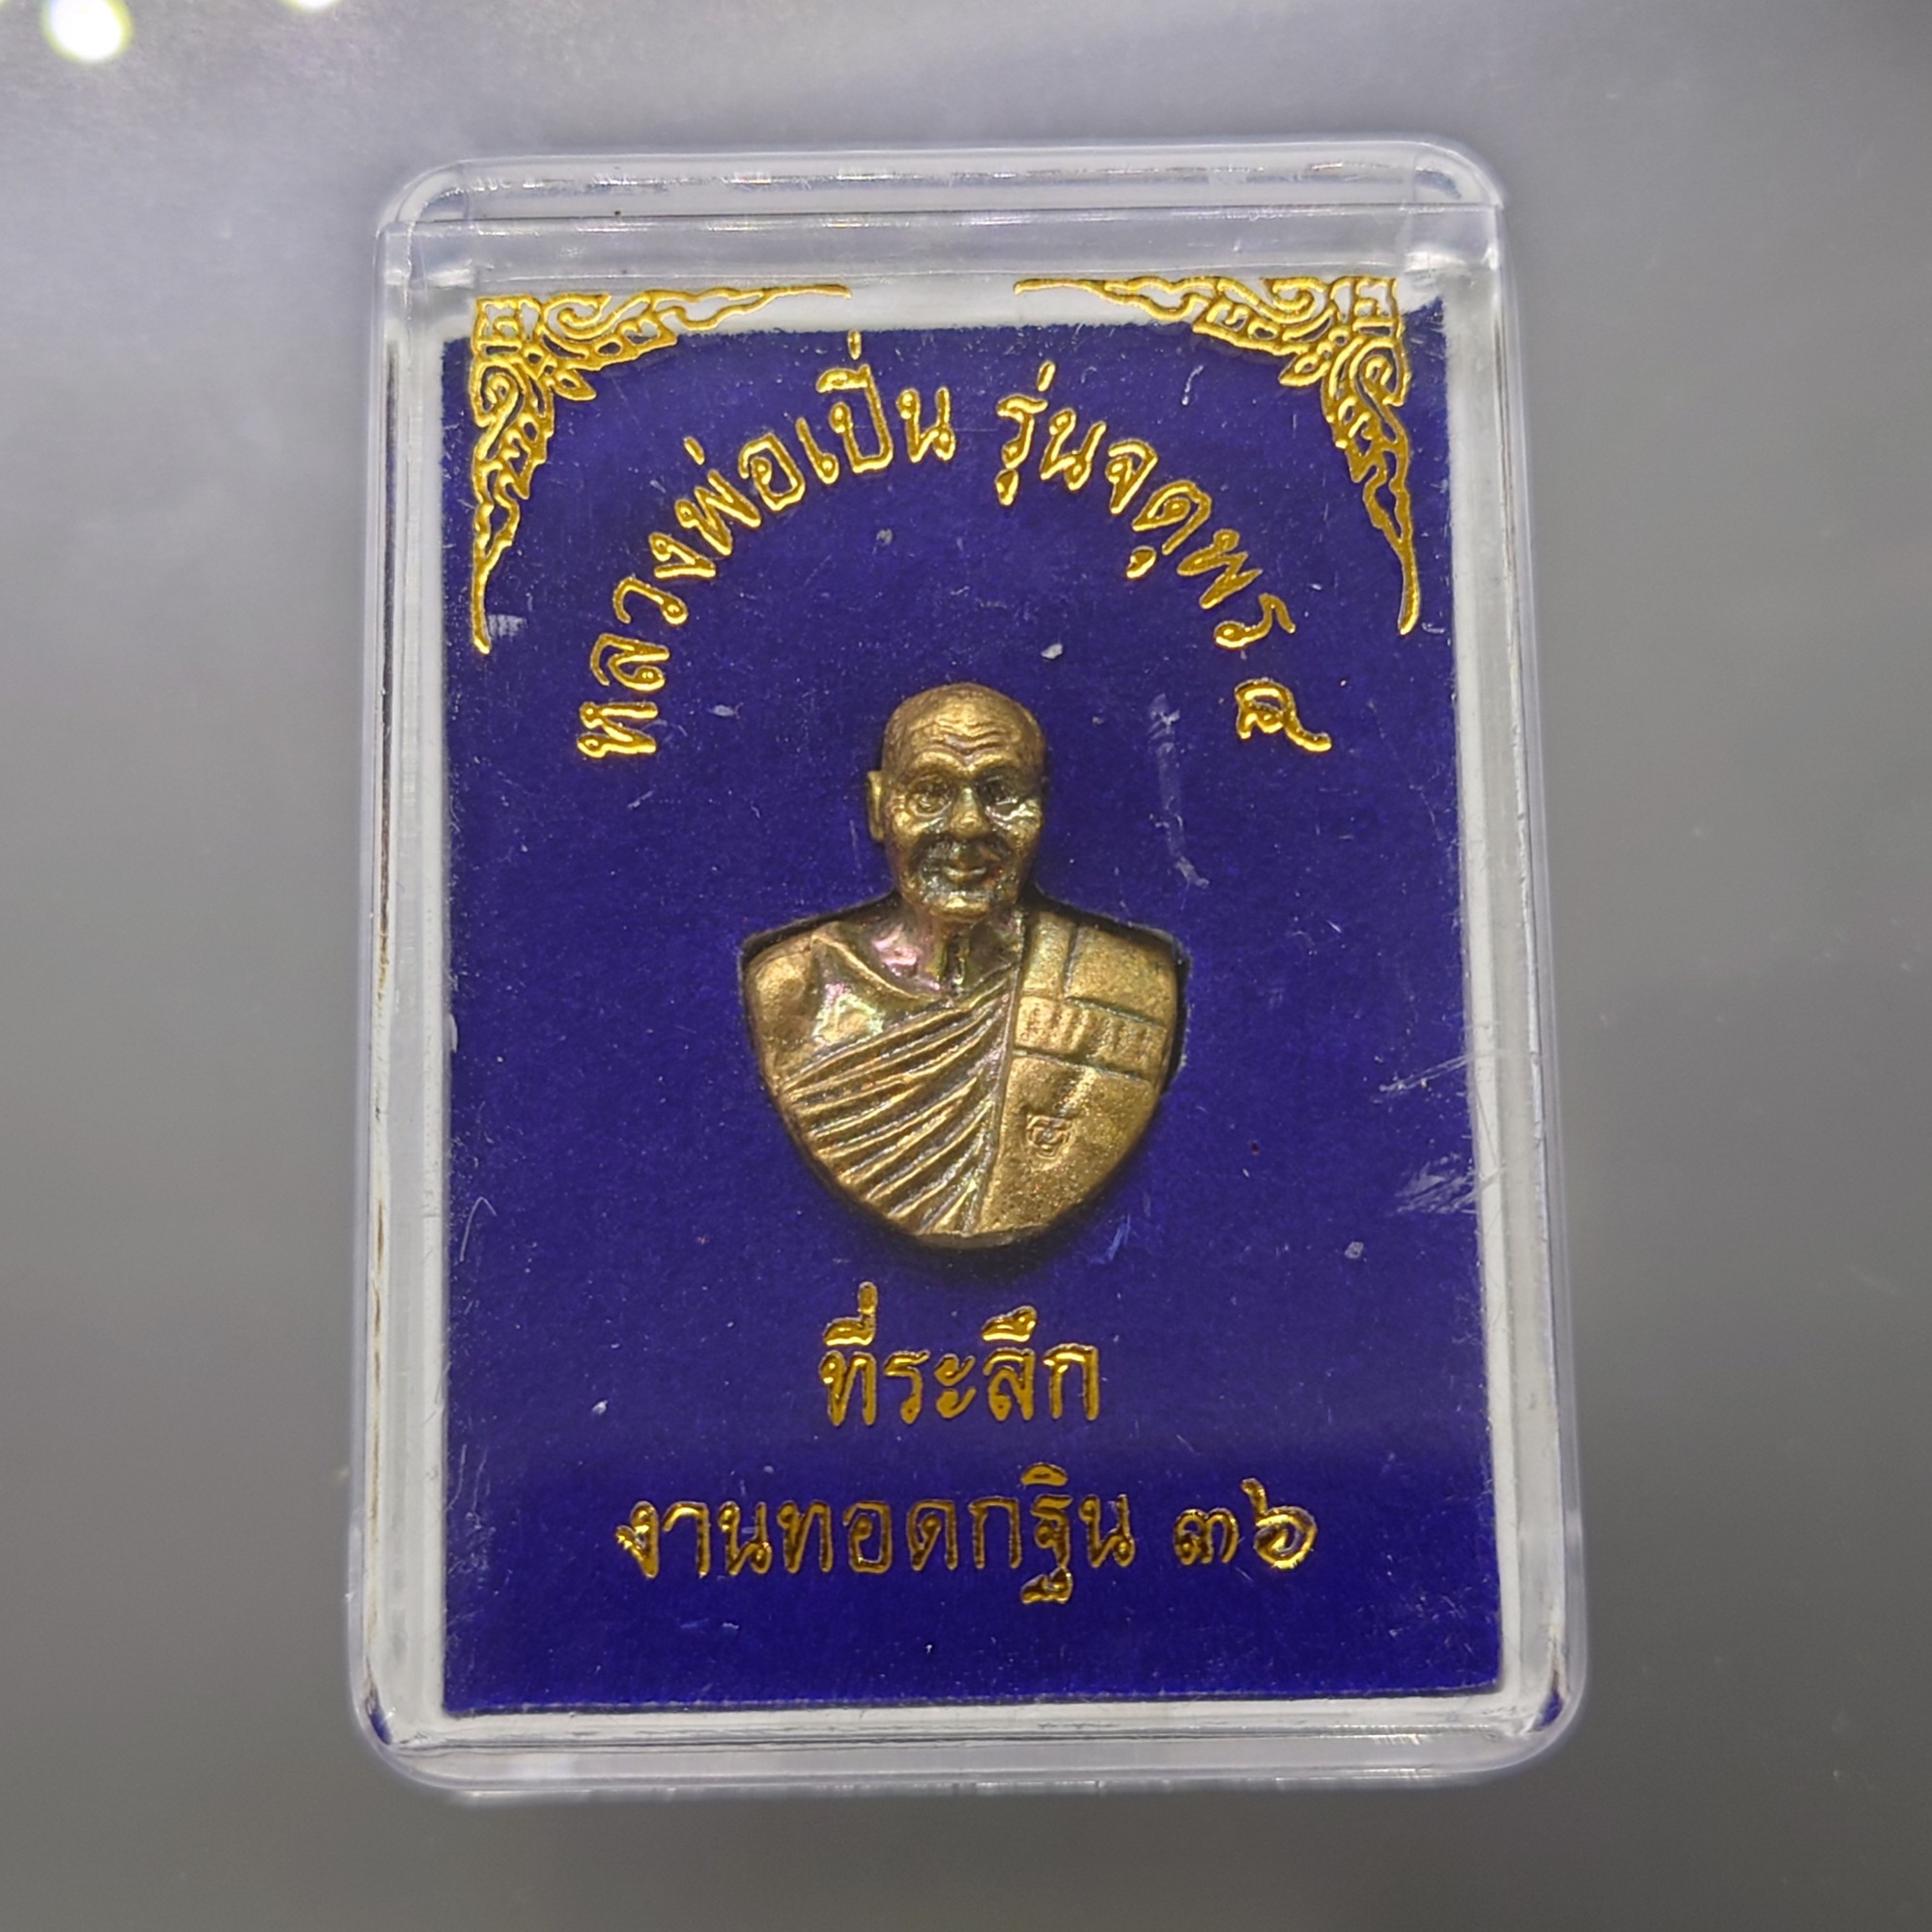 หลวงพ่อเปิ่น รุ่นจตุพร ๔
ที่ระลึก
งานทอดกฐิน ๓๖